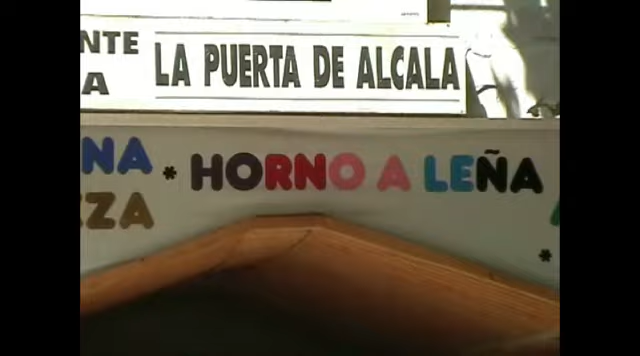 NTE
A
LA PUERTA DE ALCALA
NA * HORNO A LEÑA
ZA
*